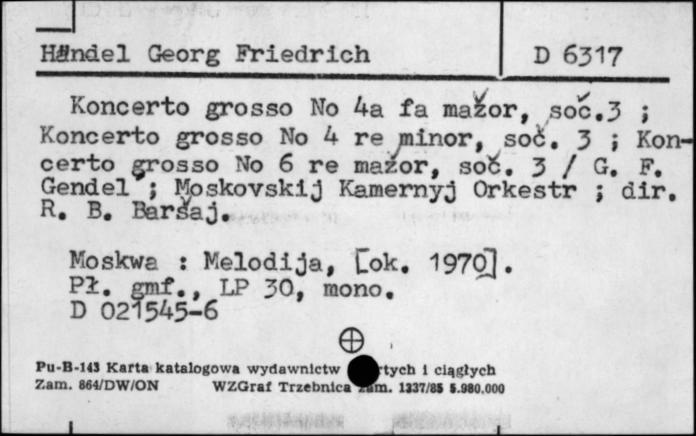 Händel Georg Friedrich
D 6317
Koncerto grosso No 4a fa mažor, soč.3 ;
Koncerto grosso No 4 re minor, soč. 3 ; Kon-
certo grosso No 6 re mažor, soč. 3 / G. F.
Gendel' ; Moskovskij Kamernyj Orkestr ; dir.
R. B. Baršaj.
Moskwa : Melodija, [ok. 1970].
Pł. gmf., LP 30, mono.
D 021545-6
Pu-B-143 Karta katalogowa wydawnictw rtych i ciągłych
Zam. 864/DW/ON WZGraf Trzebnica zam. 1337/85 5.980.000